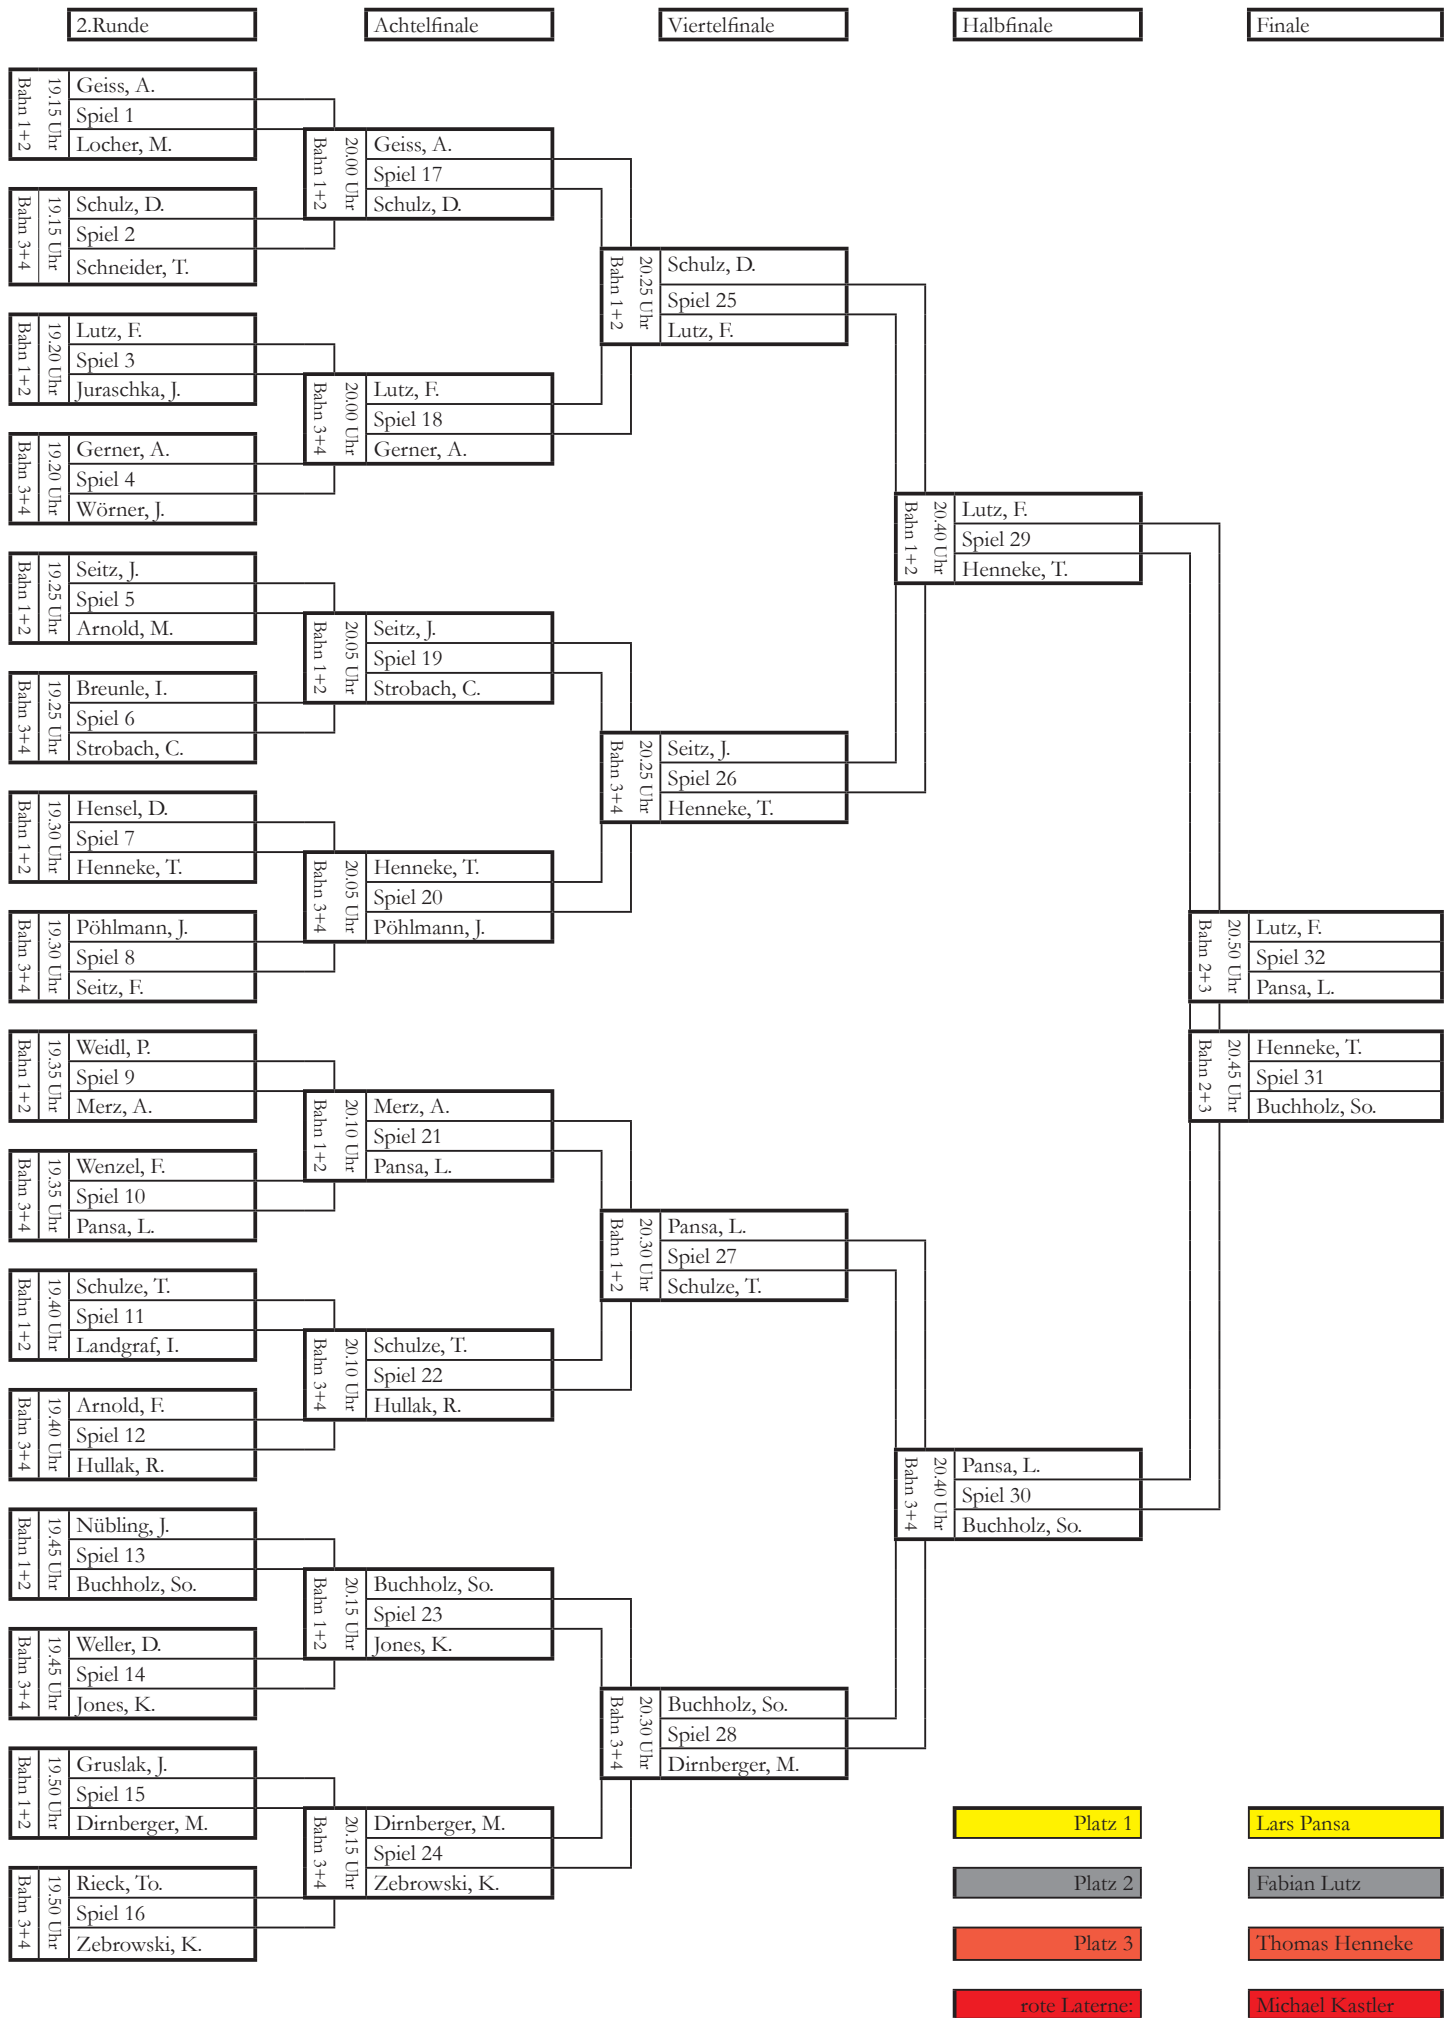 2.Runde
Achtelfinale
Viertelfinale
Halbfinale
Finale
Bahn 1+2
19.15 Uhr
Geiss, A.
Spiel 1
Locher, M.
Bahn 3+4
19.15 Uhr
Schulz, D.
Spiel 2
Schneider, T.
Bahn 1+2
19.20 Uhr
Lutz, F.
Spiel 3
Juraschka, J.
Bahn 3+4
19.20 Uhr
Gerner, A.
Spiel 4
Wörner, J.
Bahn 1+2
19.25 Uhr
Seitz, J.
Spiel 5
Arnold, M.
Bahn 3+4
19.25 Uhr
Breunle, I.
Spiel 6
Strobach, C.
Bahn 1+2
19.30 Uhr
Hensel, D.
Spiel 7
Henneke, T.
Bahn 3+4
19.30 Uhr
Pöhlmann, J.
Spiel 8
Seitz, F.
Bahn 1+2
19.35 Uhr
Weidl, P.
Spiel 9
Merz, A.
Bahn 3+4
19.35 Uhr
Wenzel, F.
Spiel 10
Pansa, L.
Bahn 1+2
19.40 Uhr
Schulze, T.
Spiel 11
Landgraf, I.
Bahn 3+4
19.40 Uhr
Arnold, F.
Spiel 12
Hullak, R.
Bahn 1+2
19.45 Uhr
Nübling, J.
Spiel 13
Buchholz, So.
Bahn 3+4
19.45 Uhr
Weller, D.
Spiel 14
Jones, K.
Bahn 1+2
19.50 Uhr
Gruslak, J.
Spiel 15
Dirnberger, M.
Bahn 3+4
19.50 Uhr
Rieck, To.
Spiel 16
Zebrowski, K.
Bahn 1+2
20.00 Uhr
Geiss, A.
Spiel 17
Schulz, D.
Bahn 3+4
20.00 Uhr
Lutz, F.
Spiel 18
Gerner, A.
Bahn 1+2
20.05 Uhr
Seitz, J.
Spiel 19
Strobach, C.
Bahn 3+4
20.05 Uhr
Henneke, T.
Spiel 20
Pöhlmann, J.
Bahn 1+2
20.10 Uhr
Merz, A.
Spiel 21
Pansa, L.
Bahn 3+4
20.10 Uhr
Schulze, T.
Spiel 22
Hullak, R.
Bahn 1+2
20.15 Uhr
Buchholz, So.
Spiel 23
Jones, K.
Bahn 3+4
20.15 Uhr
Dirnberger, M.
Spiel 24
Zebrowski, K.
Bahn 1+2
20.25 Uhr
Schulz, D.
Spiel 25
Lutz, F.
Bahn 3+4
20.25 Uhr
Seitz, J.
Spiel 26
Henneke, T.
Bahn 1+2
20.30 Uhr
Pansa, L.
Spiel 27
Schulze, T.
Bahn 3+4
20.30 Uhr
Buchholz, So.
Spiel 28
Dirnberger, M.
Bahn 1+2
20.40 Uhr
Lutz, F.
Spiel 29
Henneke, T.
Bahn 3+4
20.40 Uhr
Pansa, L.
Spiel 30
Buchholz, So.
Bahn 2+3
20.50 Uhr
Lutz, F.
Spiel 32
Pansa, L.
Bahn 2+3
20.45 Uhr
Henneke, T.
Spiel 31
Buchholz, So.
Platz 1
Lars Pansa
Platz 2
Fabian Lutz
Platz 3
Thomas Henneke
rote Laterne:
Michael Kastler